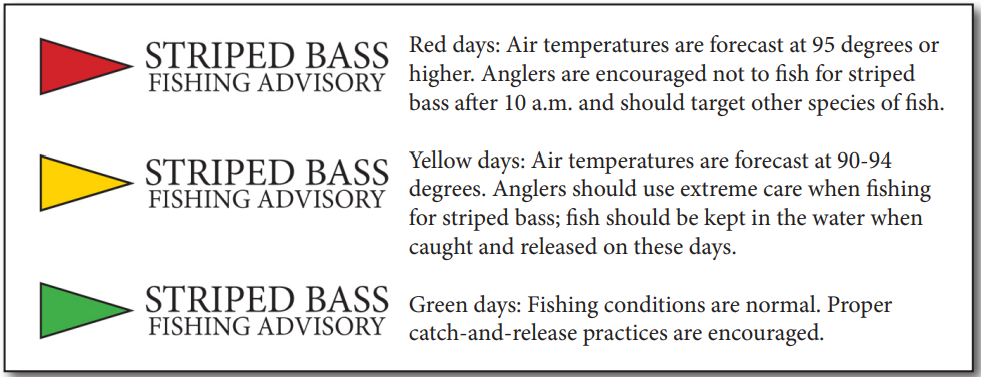 STRIPED BASS
FISHING ADVISORY
Red days: Air temperatures are forecast at 95 degrees or
higher. Anglers are encouraged not to fish for striped
bass after 10 a.m. and should target other species of fish.
STRIPED BASS
FISHING ADVISORY
Yellow days: Air temperatures are forecast at 90-94
degrees. Anglers should use extreme care when fishing
for striped bass; fish should be kept in the water when
caught and released on these days.
STRIPED BASS
FISHING ADVISORY
Green days: Fishing conditions are normal. Proper
catch-and-release practices are encouraged.